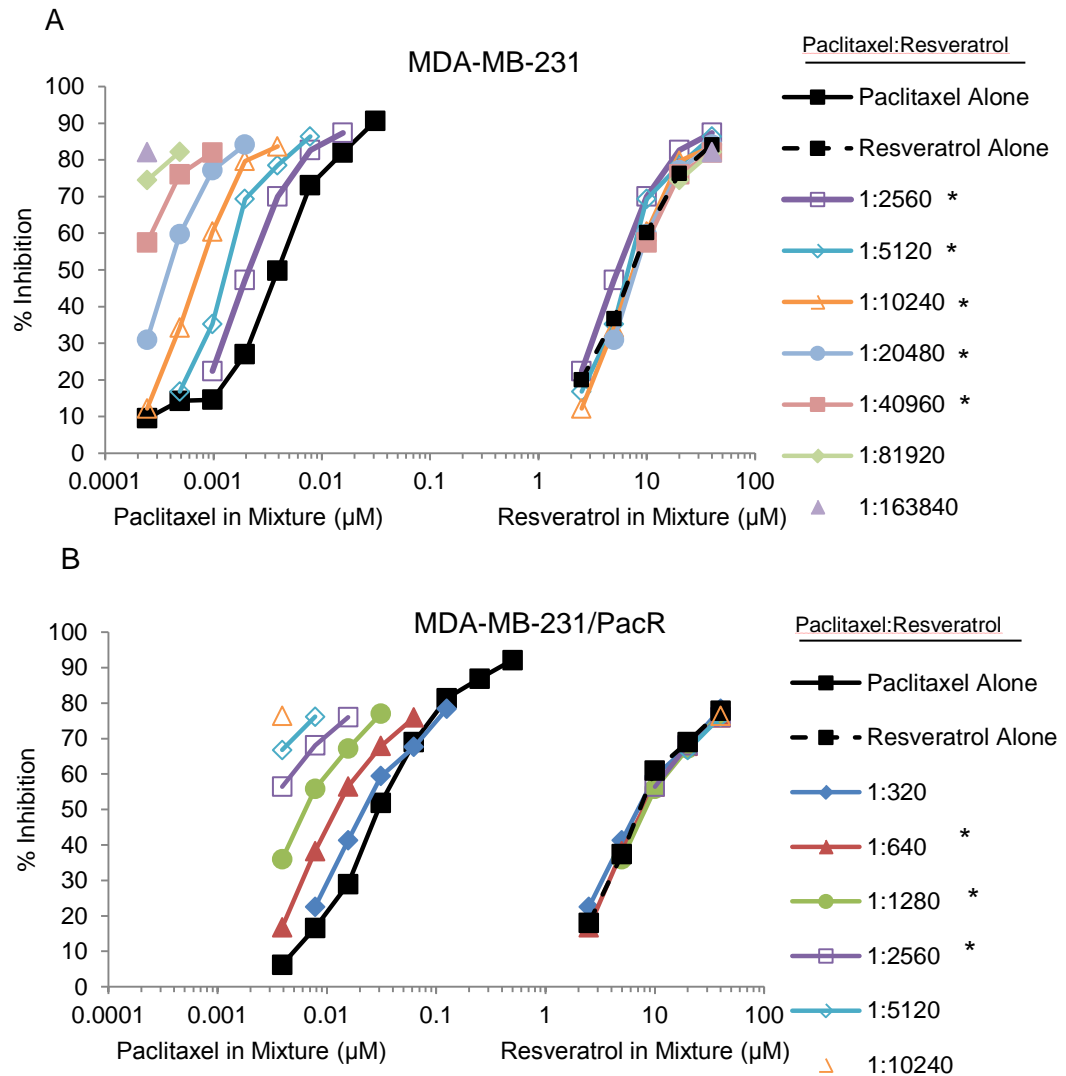 A
MDA-MB-231
Paclitaxel:Resveratrol
% Inhibition
100
90
80
70
60
50
40
30
20
10
0
0.0001 0.001 0.01 0.1 1 10 100
Paclitaxel in Mixture (µM) Resveratrol in Mixture (µM)
Paclitaxel Alone
Resveratrol Alone
1:2560 *
1:5120 *
1:10240 *
1:20480 *
1:40960 *
1:81920
1:163840
B
MDA-MB-231/PacR
Paclitaxel:Resveratrol
% Inhibition
100
90
80
70
60
50
40
30
20
10
0
0.0001 0.001 0.01 0.1 1 10 100
Paclitaxel in Mixture (µM) Resveratrol in Mixture (µM)
Paclitaxel Alone
Resveratrol Alone
1:320
1:640 *
1:1280 *
1:2560 *
1:5120
1:10240